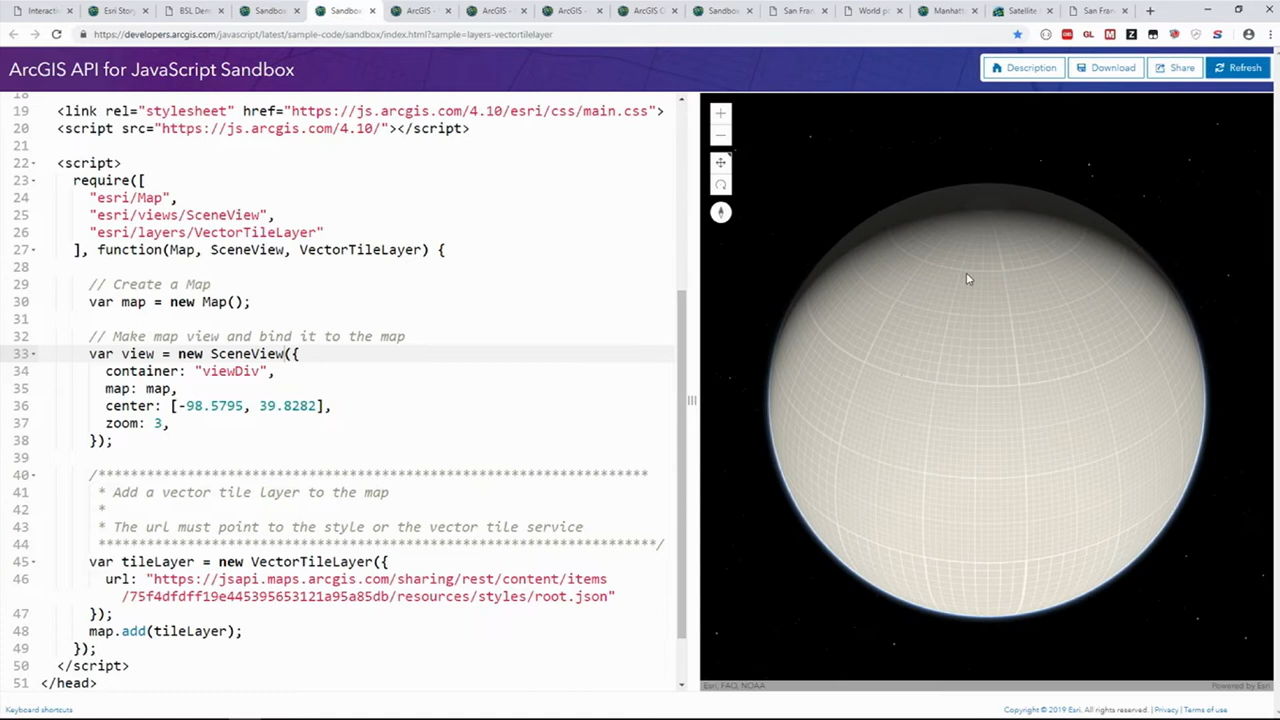 Interacti
Esri Story
BSL Dem
Sandbox
Sandbox
ArcGIS -
ArcGIS -
ArcGIS -
ArcGIS O
Sandbox
San Fran
World po
Manhatt
Satellite
San Fran
https://developers.arcgis.com/javascript/latest/sample-code/sandbox/index.html?sample=layers-vectortilelayer
ArcGIS API for JavaScript Sandbox
Description
Download
Share
Refresh
18
19 <link rel="stylesheet" href="https://js.arcgis.com/4.10/esri/css/main.css">
20 <script src="https://js.arcgis.com/4.10/"></script>
21
22 <script>
23 require([
24 "esri/Map",
25 "esri/views/SceneView",
26 "esri/layers/VectorTileLayer"
27 ], function(Map, SceneView, VectorTileLayer) {
28
29 // Create a Map
30 var map = new Map();
31
32 // Make map view and bind it to the map
33 var view = new SceneView({
34 container: "viewDiv",
35 map: map,
36 center: [-98.5795, 39.8282],
37 zoom: 3,
38 });
39
40 /******************************************************************
41 * Add a vector tile layer to the map
42 *
43 * The url must point to the style or the vector tile service
44 *******************************************************************/
45 var tileLayer = new VectorTileLayer({
46 url: "https://jsapi.maps.arcgis.com/sharing/rest/content/items
/75f4dfdff19e445395653121a95a85db/resources/styles/root.json"
47 });
48 map.add(tileLayer);
49 });
50 </script>
51 </head>
Esri, FAO, NOAA
Powered by Esri
Keyboard shortcuts
Copyright © 2019 Esri. All rights reserved. | Privacy | Terms of use